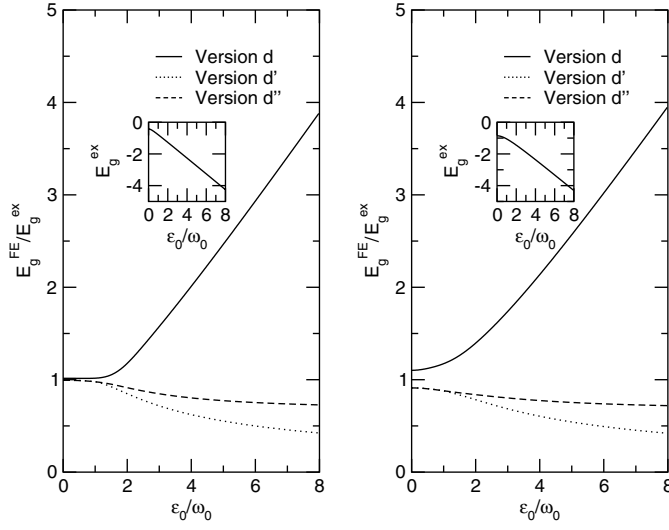 5
4
3
2
1
0
E_g^FE/E_g^ex
Version d
Version d'
Version d''
0
-2
-4
E_g^ex
0 2 4 6 8
ε₀/ω₀
0 2 4 6 8
ε₀/ω₀
5
4
3
2
1
0
E_g^FE/E_g^ex
Version d
Version d'
Version d''
0
-2
-4
E_g^ex
0 2 4 6 8
ε₀/ω₀
0 2 4 6 8
ε₀/ω₀